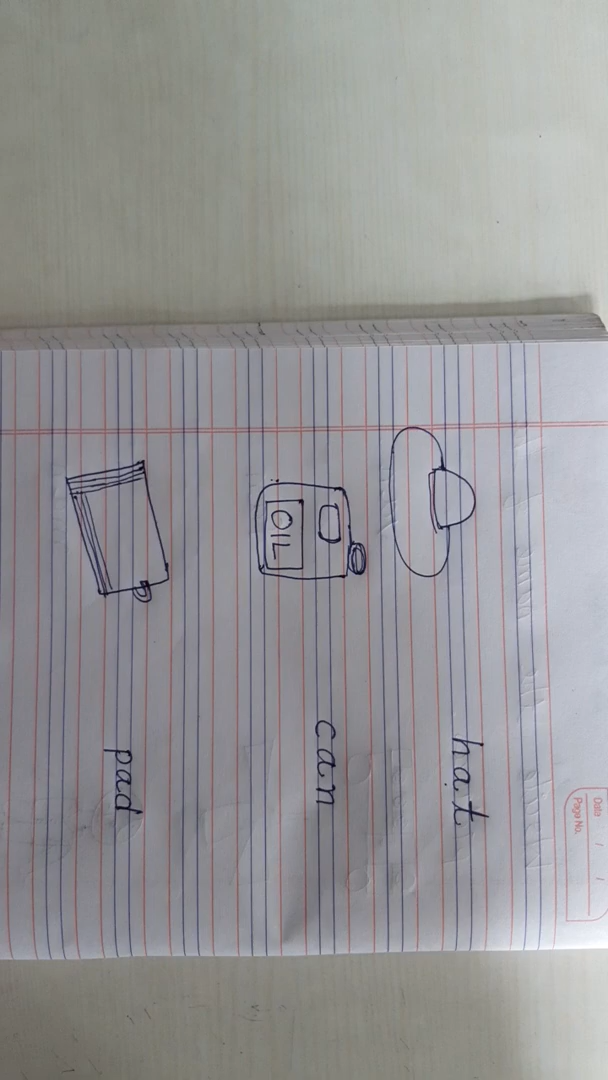 Date / /
Page No.
hat
can
OIL
pad